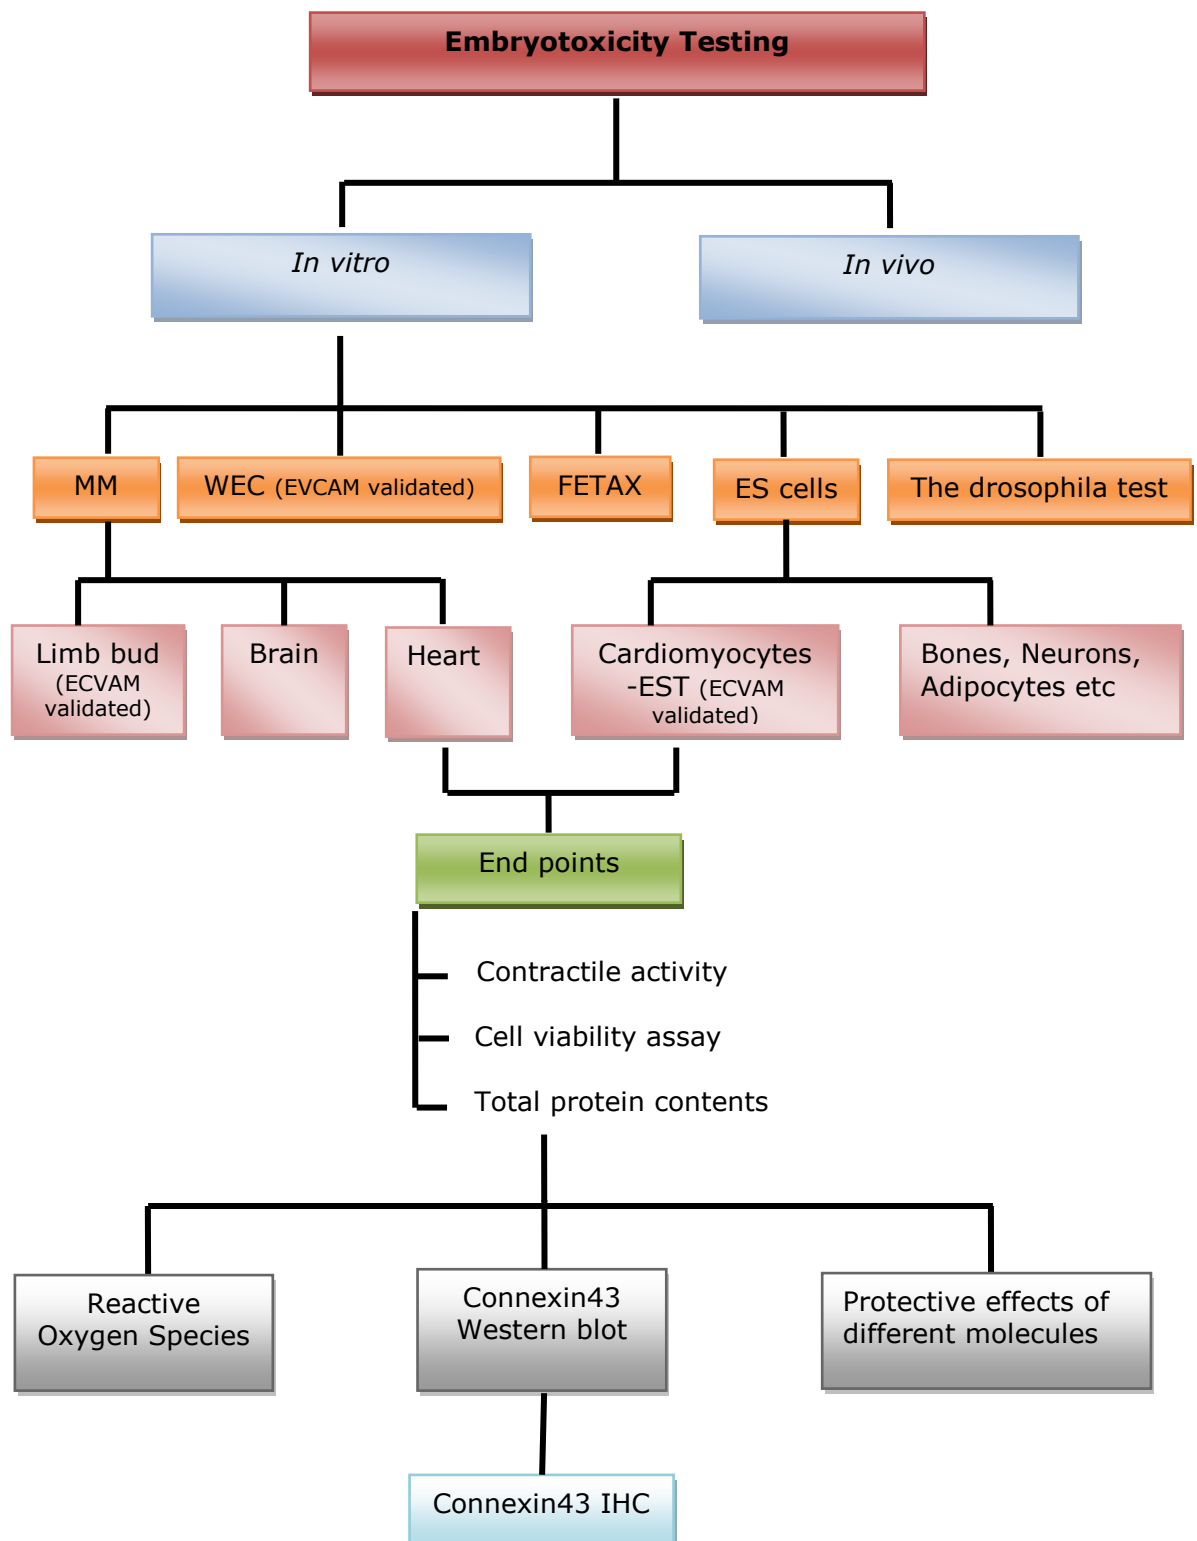 Embryotoxicity Testing
In vitro
In vivo
MM
WEC (EVCAM validated)
FETAX
ES cells
The drosophila test
Limb bud
(ECVAM
validated)
Brain
Heart
Cardiomyocytes
-EST (ECVAM
validated)
Bones, Neurons,
Adipocytes etc
End points
Contractile activity
Cell viability assay
Total protein contents
Reactive
Oxygen Species
Connexin43
Western blot
Protective effects of
different molecules
Connexin43 IHC